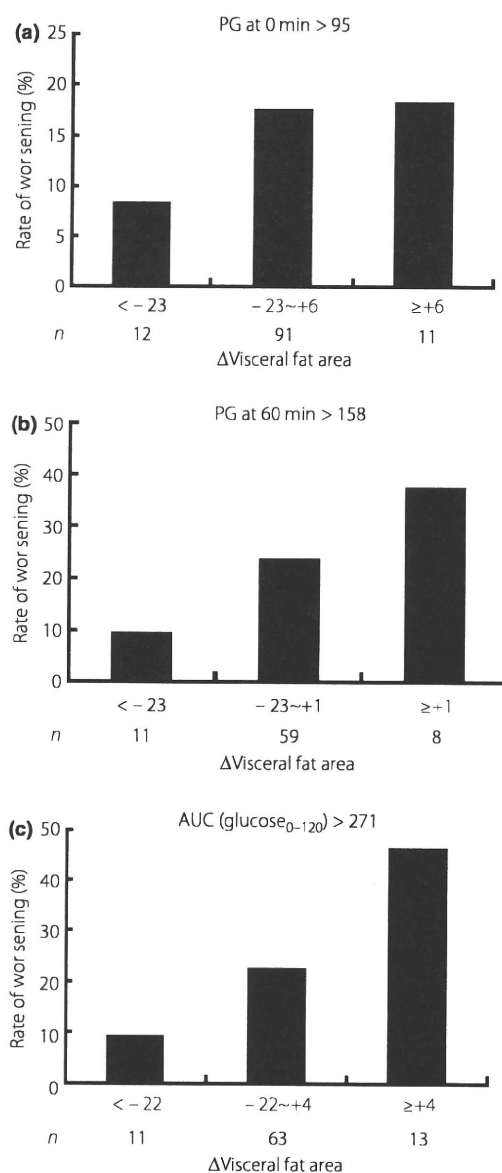 (a) PG at 0 min > 95
Rate of wor sening (%)
25
20
15
10
5
0
< – 23 – 23~+6 ≥+6
n 12 91 11
ΔVisceral fat area
(b) PG at 60 min > 158
Rate of wor sening (%)
50
40
30
20
10
0
< – 23 – 23~+1 ≥+1
n 11 59 8
ΔVisceral fat area
(c) AUC (glucose₀₋₁₂₀) > 271
Rate of wor sening (%)
50
40
30
20
10
0
< – 22 – 22~+4 ≥+4
n 11 63 13
ΔVisceral fat area